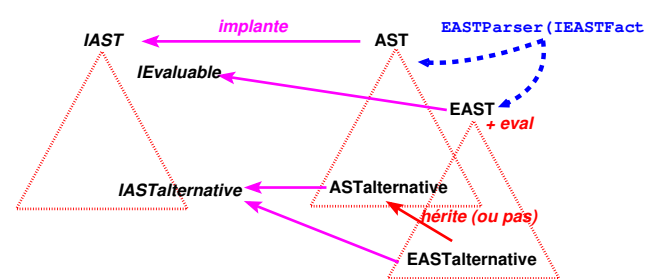 implante
EASTParser(IEASTFact
IAST
AST
IEvaluable
EAST
+ eval
IASTalternative
ASTalternative
hérite (ou pas)
EASTalternative